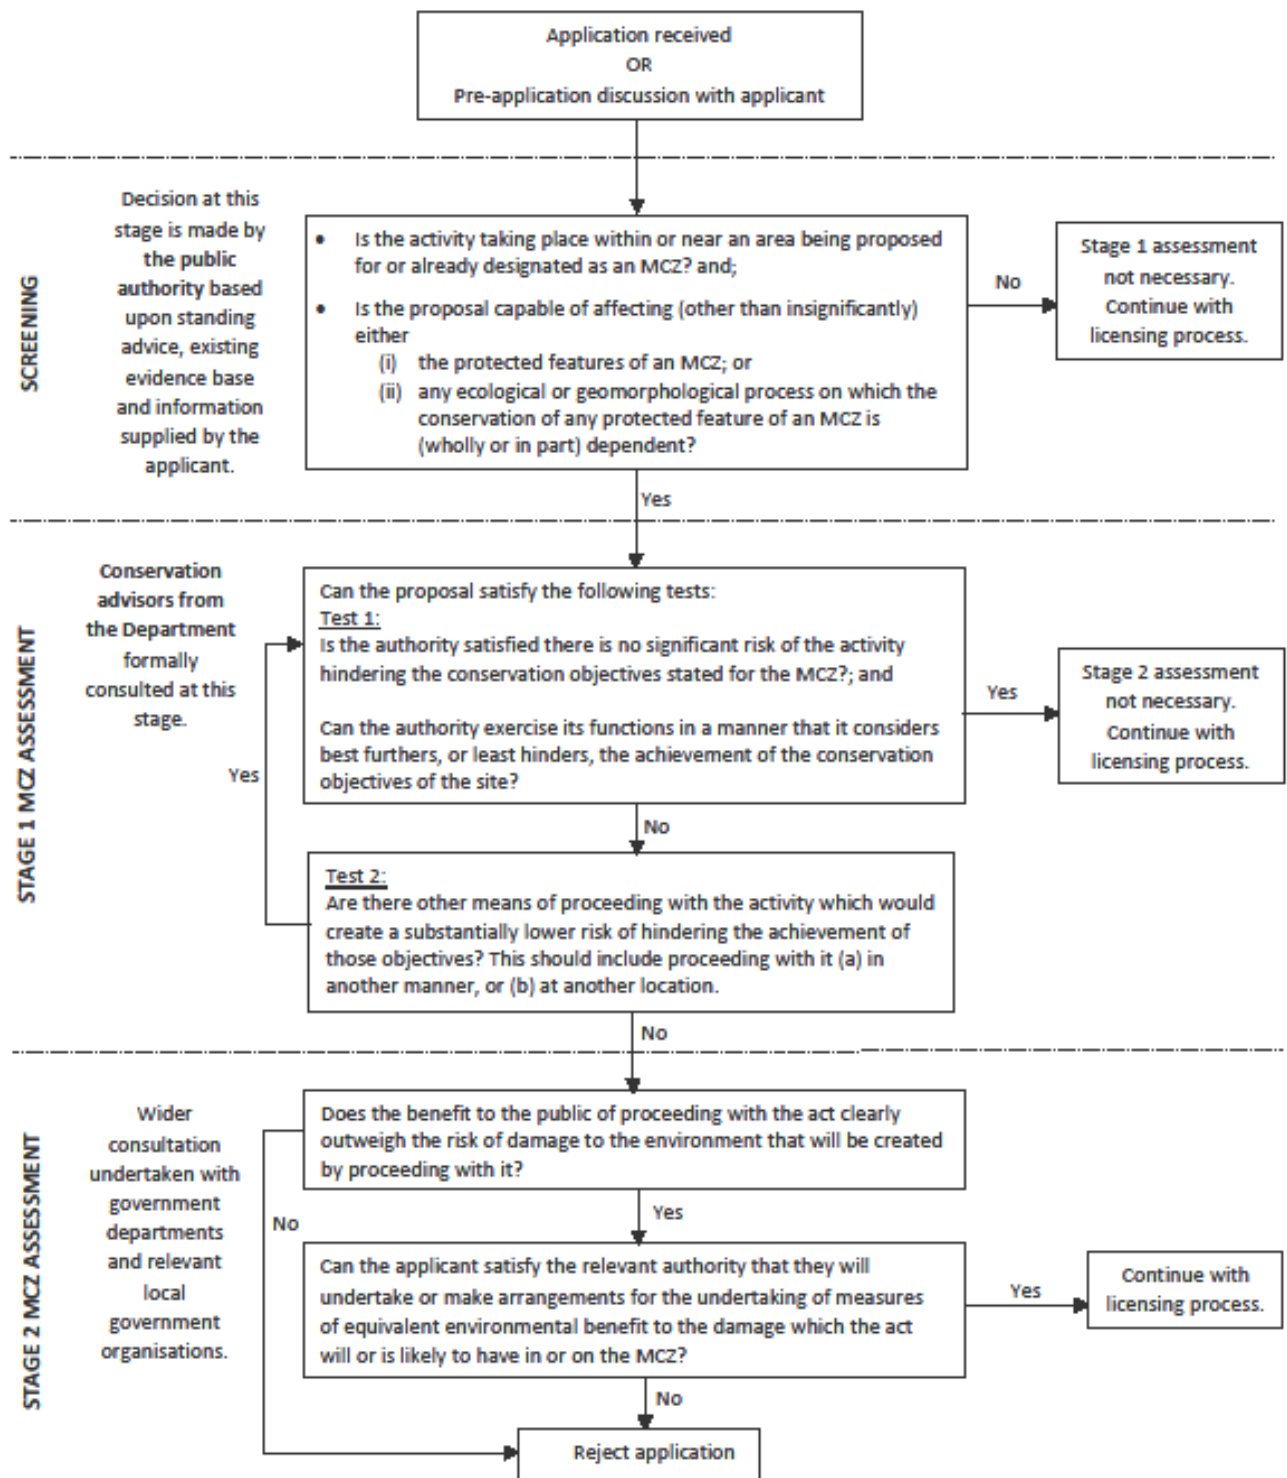 Application received
OR
Pre-application discussion with applicant
SCREENING
Decision at this
stage is made by
the public
authority based
upon standing
advice, existing
evidence base
and information
supplied by the
applicant.
• Is the activity taking place within or near an area being proposed
for or already designated as an MCZ? and;
• Is the proposal capable of affecting (other than insignificantly)
either
(i) the protected features of an MCZ; or
(ii) any ecological or geomorphological process on which the
conservation of any protected feature of an MCZ is
(wholly or in part) dependent?
No
Stage 1 assessment
not necessary.
Continue with
licensing process.
Yes
STAGE 1 MCZ ASSESSMENT
Conservation
advisors from
the Department
formally
consulted at this
stage.
Can the proposal satisfy the following tests:
Test 1:
Is the authority satisfied there is no significant risk of the activity
hindering the conservation objectives stated for the MCZ?; and
Can the authority exercise its functions in a manner that it considers
best furthers, or least hinders, the achievement of the conservation
objectives of the site?
Yes
Stage 2 assessment
not necessary.
Continue with
licensing process.
Yes
No
Test 2:
Are there other means of proceeding with the activity which would
create a substantially lower risk of hindering the achievement of
those objectives? This should include proceeding with it (a) in
another manner, or (b) at another location.
No
STAGE 2 MCZ ASSESSMENT
Wider
consultation
undertaken with
government
departments
and relevant
local
government
organisations.
Does the benefit to the public of proceeding with the act clearly
outweigh the risk of damage to the environment that will be created
by proceeding with it?
No
Yes
Can the applicant satisfy the relevant authority that they will
undertake or make arrangements for the undertaking of measures
of equivalent environmental benefit to the damage which the act
will or is likely to have in or on the MCZ?
Yes
Continue with
licensing process.
No
Reject application